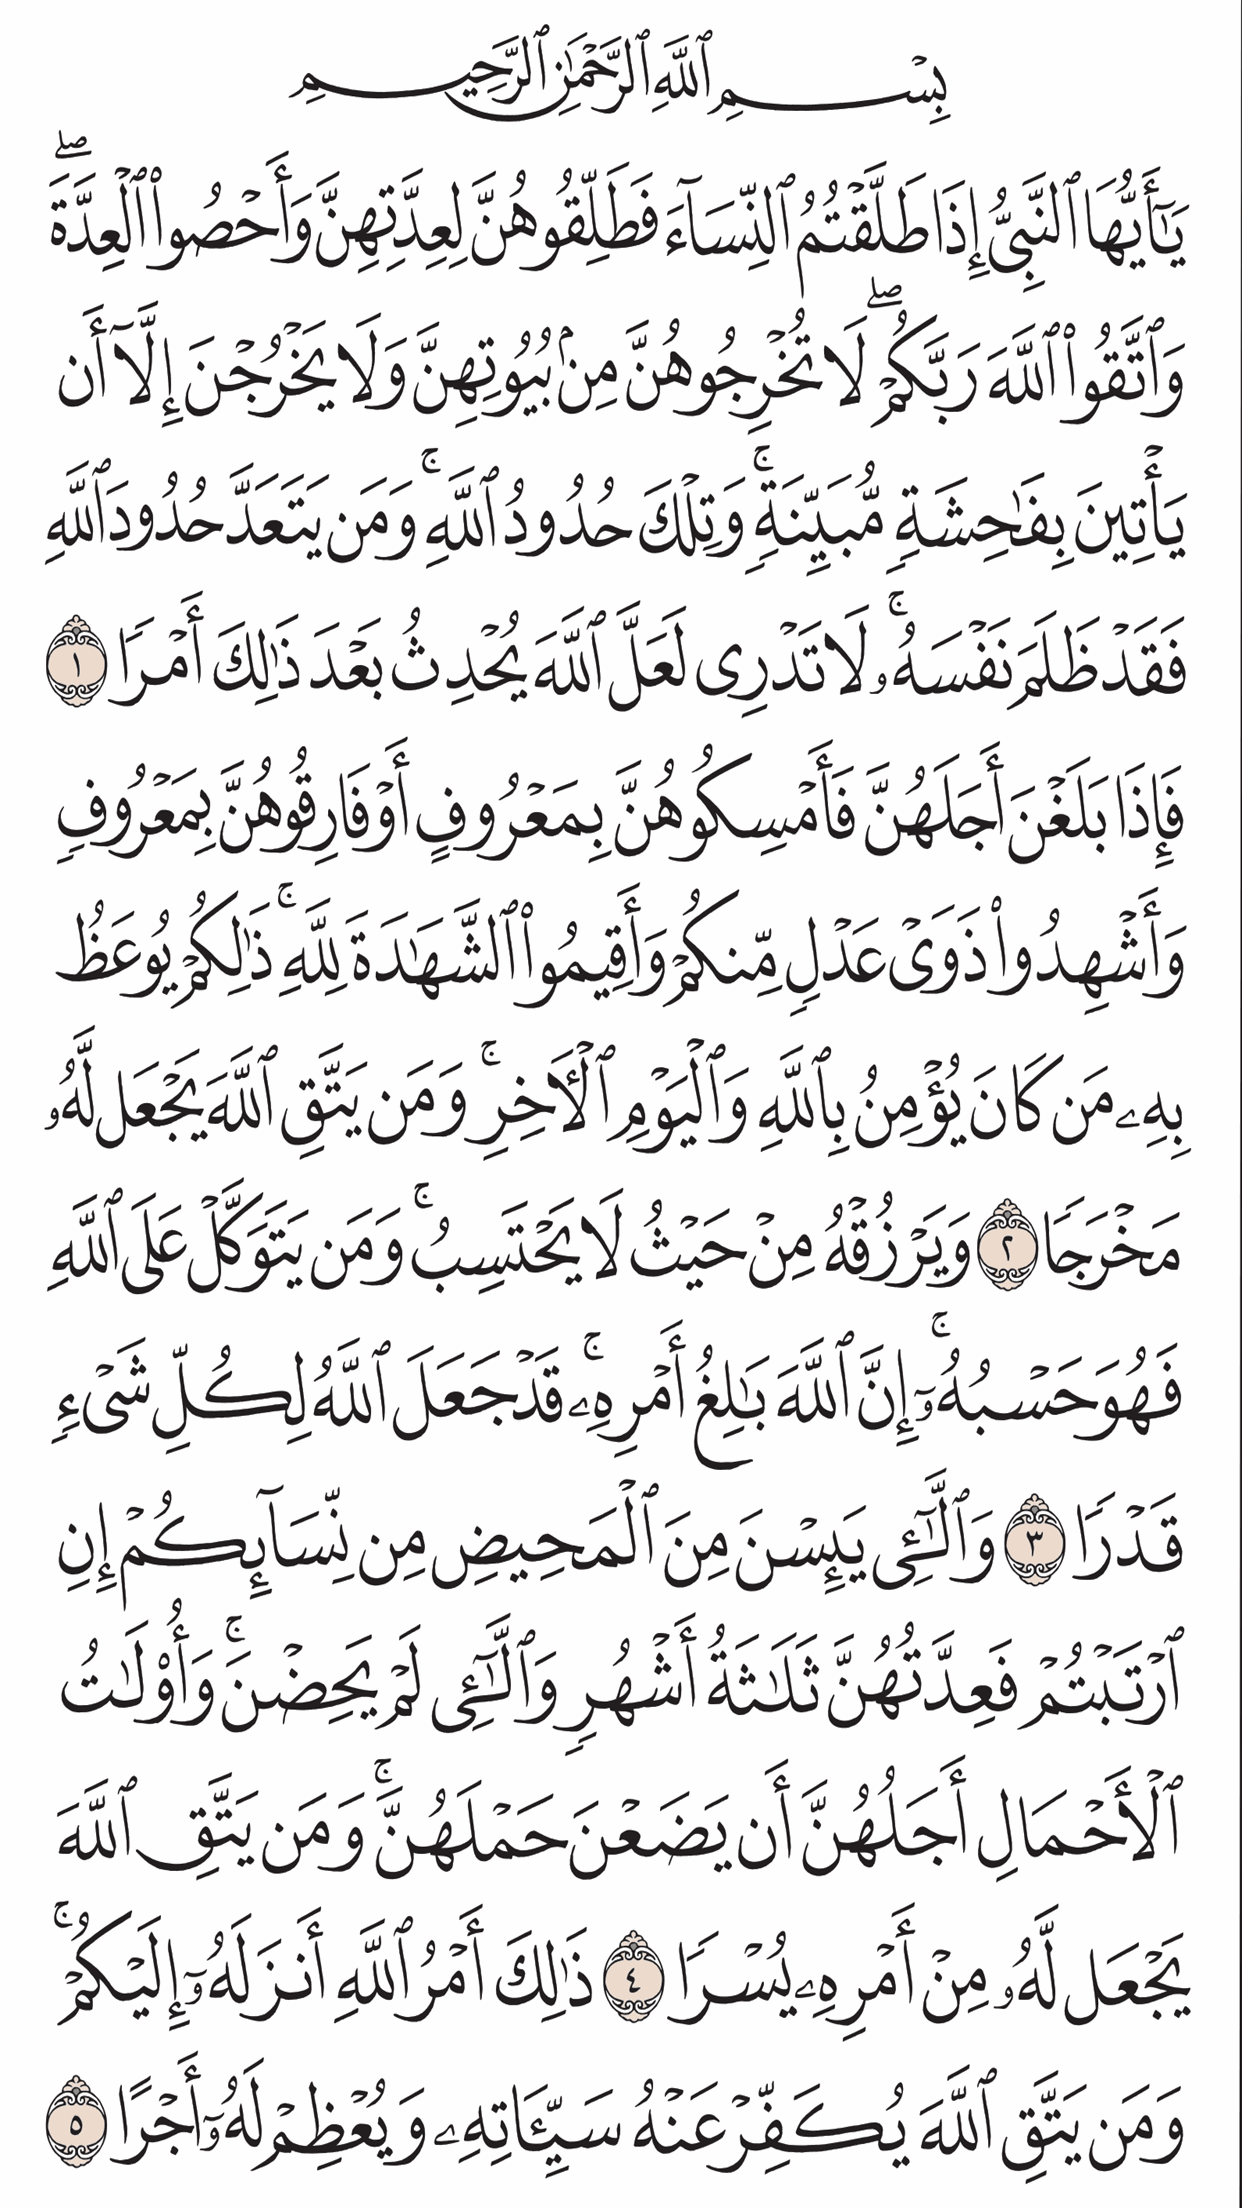 بِسْمِ ٱللَّهِ ٱلرَّحْمَٰنِ ٱلرَّحِيمِ
يَٰٓأَيُّهَا ٱلنَّبِىُّ إِذَا طَلَّقْتُمُ ٱلنِّسَآءَ فَطَلِّقُوهُنَّ لِعِدَّتِهِنَّ وَأَحْصُوا۟ ٱلْعِدَّةَ ۖ
وَٱتَّقُوا۟ ٱللَّهَ رَبَّكُمْ ۖ لَا تُخْرِجُوهُنَّ مِنۢ بُيُوتِهِنَّ وَلَا يَخْرُجْنَ إِلَّآ أَن
يَأْتِينَ بِفَٰحِشَةٍ مُّبَيِّنَةٍ ۚ وَتِلْكَ حُدُودُ ٱللَّهِ ۚ وَمَن يَتَعَدَّ حُدُودَ ٱللَّهِ
فَقَدْ ظَلَمَ نَفْسَهُۥ ۚ لَا تَدْرِى لَعَلَّ ٱللَّهَ يُحْدِثُ بَعْدَ ذَٰلِكَ أَمْرًا ١
فَإِذَا بَلَغْنَ أَجَلَهُنَّ فَأَمْسِكُوهُنَّ بِمَعْرُوفٍ أَوْ فَارِقُوهُنَّ بِمَعْرُوفٍ
وَأَشْهِدُوا۟ ذَوَىْ عَدْلٍ مِّنكُمْ وَأَقِيمُوا۟ ٱلشَّهَٰدَةَ لِلَّهِ ۚ ذَٰلِكُمْ يُوعَظُ
بِهِۦ مَن كَانَ يُؤْمِنُ بِٱللَّهِ وَٱلْيَوْمِ ٱلْءَاخِرِ ۚ وَمَن يَتَّقِ ٱللَّهَ يَجْعَل لَّهُۥ
مَخْرَجًا ٢ وَيَرْزُقْهُ مِنْ حَيْثُ لَا يَحْتَسِبُ ۚ وَمَن يَتَوَكَّلْ عَلَى ٱللَّهِ
فَهُوَ حَسْبُهُۥٓ ۚ إِنَّ ٱللَّهَ بَٰلِغُ أَمْرِهِۦ ۚ قَدْ جَعَلَ ٱللَّهُ لِكُلِّ شَىْءٍ
قَدْرًا ٣ وَٱلَّٰٓـِٔى يَئِسْنَ مِنَ ٱلْمَحِيضِ مِن نِّسَآئِكُمْ إِنِ
ٱرْتَبْتُمْ فَعِدَّتُهُنَّ ثَلَٰثَةُ أَشْهُرٍ وَٱلَّٰٓـِٔى لَمْ يَحِضْنَ ۚ وَأُو۟لَٰتُ
ٱلْأَحْمَالِ أَجَلُهُنَّ أَن يَضَعْنَ حَمْلَهُنَّ ۚ وَمَن يَتَّقِ ٱللَّهَ
يَجْعَل لَّهُۥ مِنْ أَمْرِهِۦ يُسْرًا ٤ ذَٰلِكَ أَمْرُ ٱللَّهِ أَنزَلَهُۥٓ إِلَيْكُمْ ۚ
وَمَن يَتَّقِ ٱللَّهَ يُكَفِّرْ عَنْهُ سَيِّـَٔاتِهِۦ وَيُعْظِمْ لَهُۥٓ أَجْرًا ٥